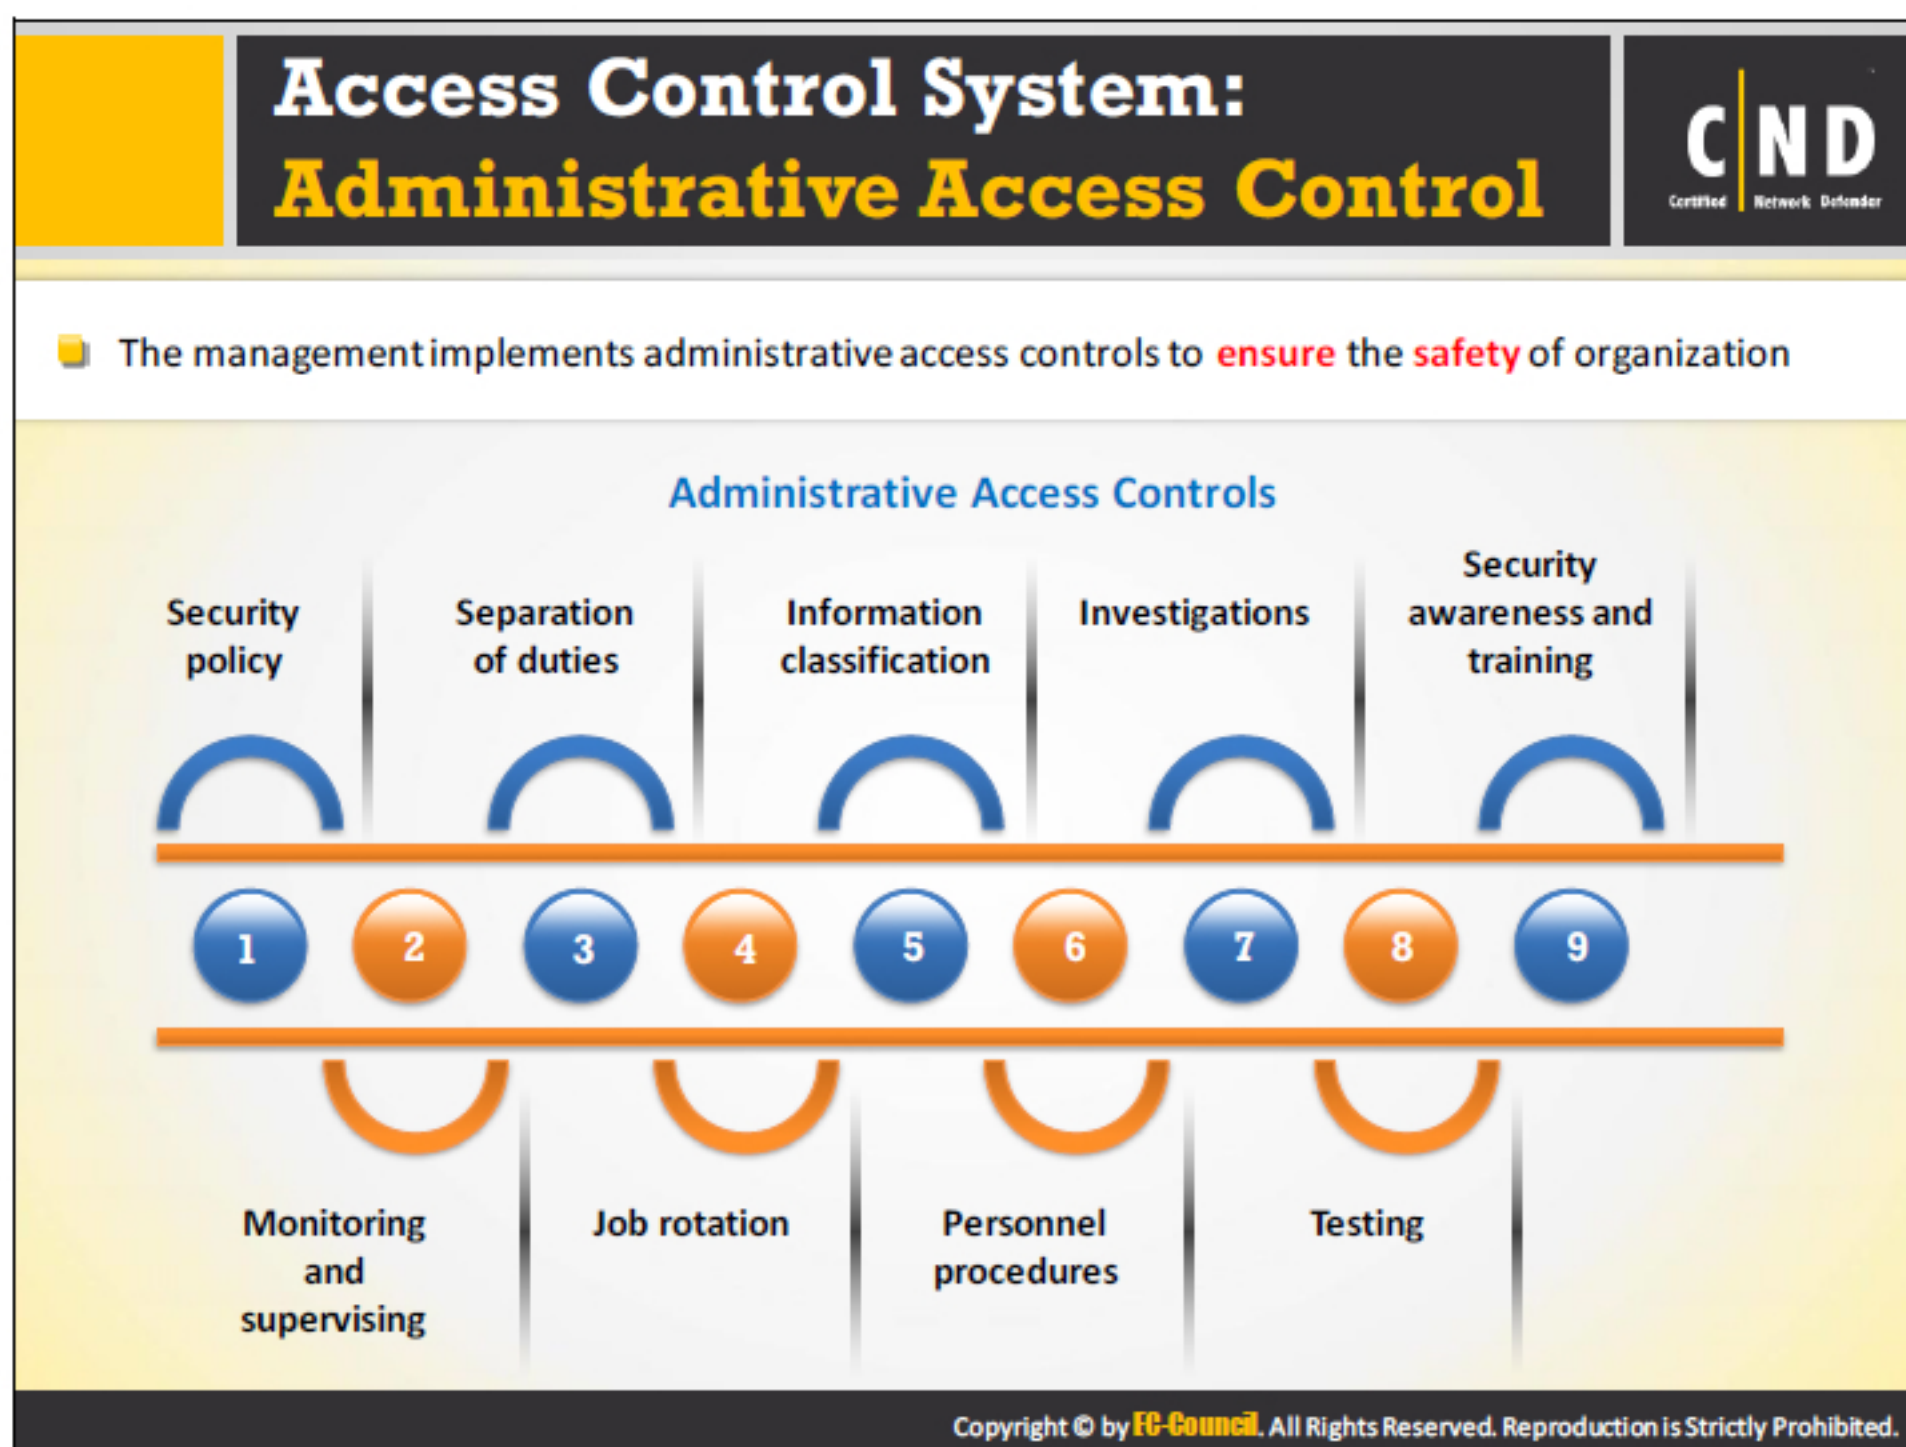 Access Control System:
Administrative Access Control
C N D
Certified Network Defender
The management implements administrative access controls to ensure the safety of organization
Administrative Access Controls
Security
policy
Separation
of duties
Information
classification
Investigations
Security
awareness and
training
1 2 3 4 5 6 7 8 9
Monitoring
and
supervising
Job rotation
Personnel
procedures
Testing
Copyright © by EC-Council. All Rights Reserved. Reproduction is Strictly Prohibited.